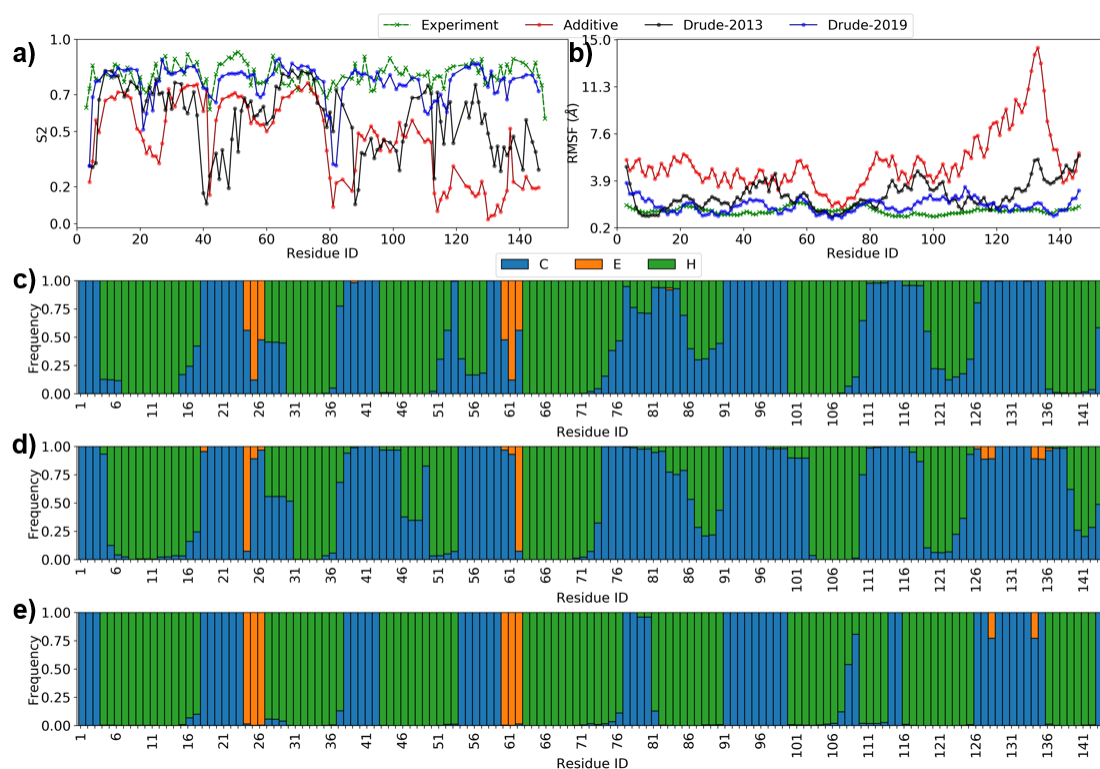 Experiment Additive Drude-2013 Drude-2019
a)
1.0
0.7
0.5
0.2
0.0
S2
0 20 40 60 80 100 120 140
Residue ID
b)
15.0
11.3
7.6
3.9
0.2
RMSF (Å)
0 20 40 60 80 100 120 140
Residue ID
C E H
c)
1.00
0.75
0.50
0.25
0.00
Frequency
1 6 11 16 21 26 31 36 41 46 51 56 61 66 71 76 81 86 91 96 101 106 111 116 121 126 131 136 141
Residue ID
d)
1.00
0.75
0.50
0.25
0.00
Frequency
1 6 11 16 21 26 31 36 41 46 51 56 61 66 71 76 81 86 91 96 101 106 111 116 121 126 131 136 141
Residue ID
e)
1.00
0.75
0.50
0.25
0.00
Frequency
1 6 11 16 21 26 31 36 41 46 51 56 61 66 71 76 81 86 91 96 101 106 111 116 121 126 131 136 141
Residue ID